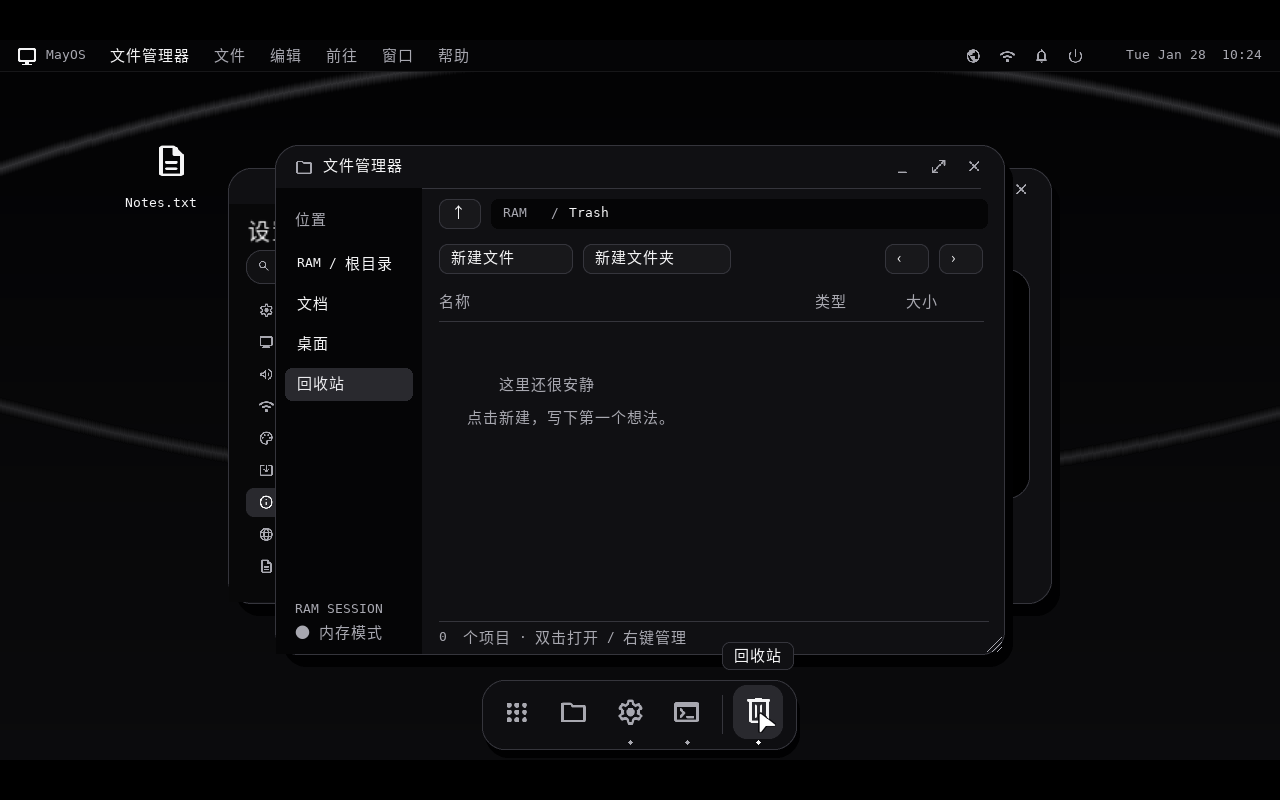 MayOS 文件管理器 文件 编辑 前往 窗口 帮助 Tue Jan 28 10:24
Notes.txt
文件管理器
设
位置
RAM / 根目录
文档
桌面
回收站
RAM SESSION
内存模式
↑ RAM / Trash
新建文件 新建文件夹 ‹ ›
名称 类型 大小
这里还很安静
点击新建，写下第一个想法。
0 个项目 · 双击打开 / 右键管理
回收站